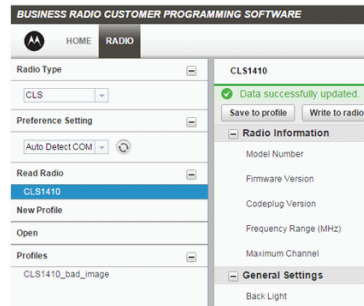 BUSINESS RADIO CUSTOMER PROGRAMMING SOFTWARE
HOME RADIO
Radio Type
CLS
Preference Setting
Auto Detect COM
Read Radio
CLS1410
New Profile
Open
Profiles
CLS1410_bad_image
CLS1410
Data successfully updated.
Save to profile Write to radio
Radio Information
Model Number
Firmware Version
Codeplug Version
Frequency Range (MHz)
Maximum Channel
General Settings
Back Light